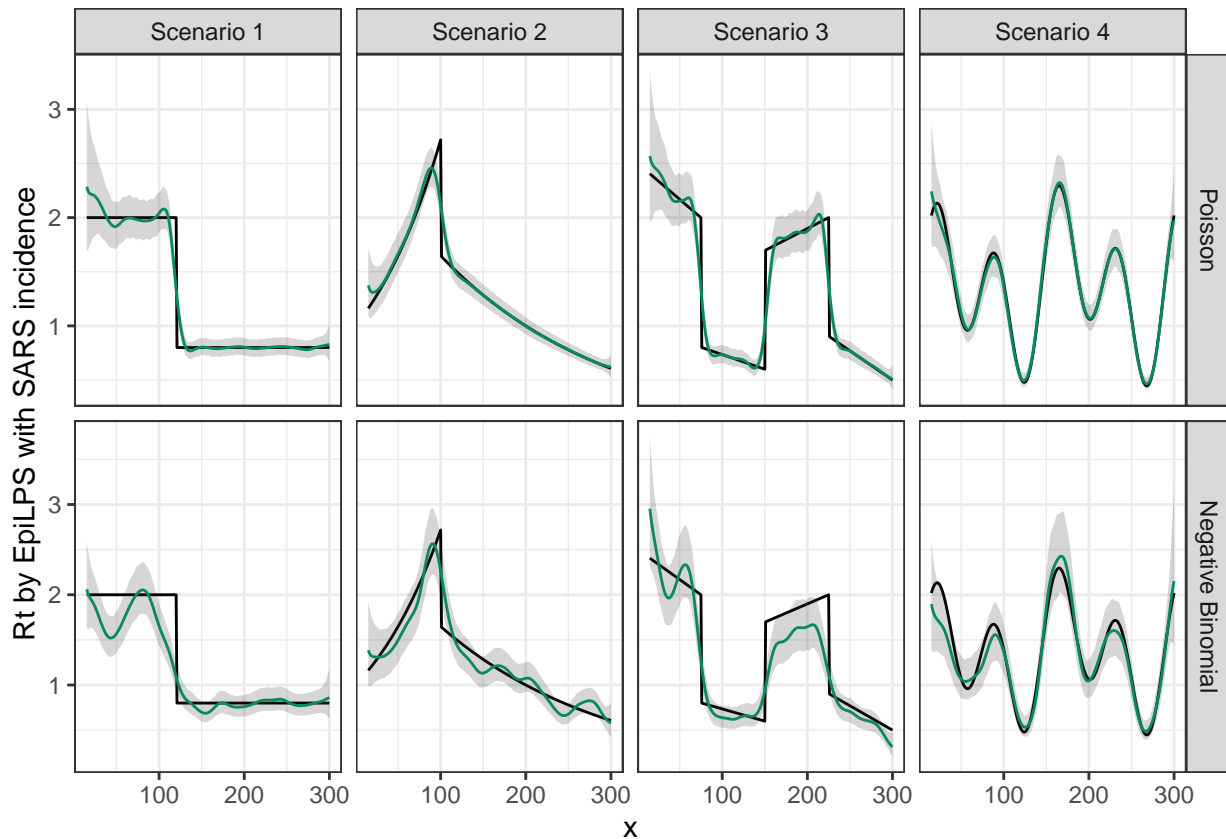 Scenario 1
Scenario 2
Scenario 3
Scenario 4
Rt by EpiLPS with SARS incidence
3
2
1
Poisson
3
2
1
Negative Binomial
100 200 300
100 200 300
100 200 300
100 200 300
x